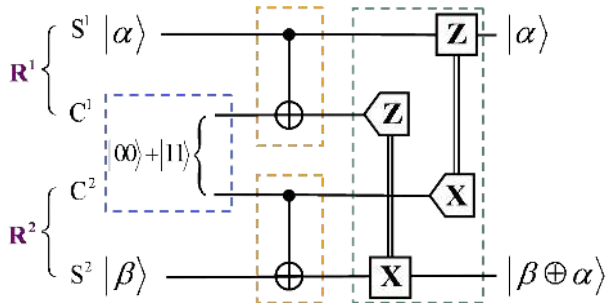 S¹ |α⟩ Z |α⟩
R¹
C¹ Z
|00⟩+|11⟩
C² X
R²
S² |β⟩ X |β ⊕ α⟩